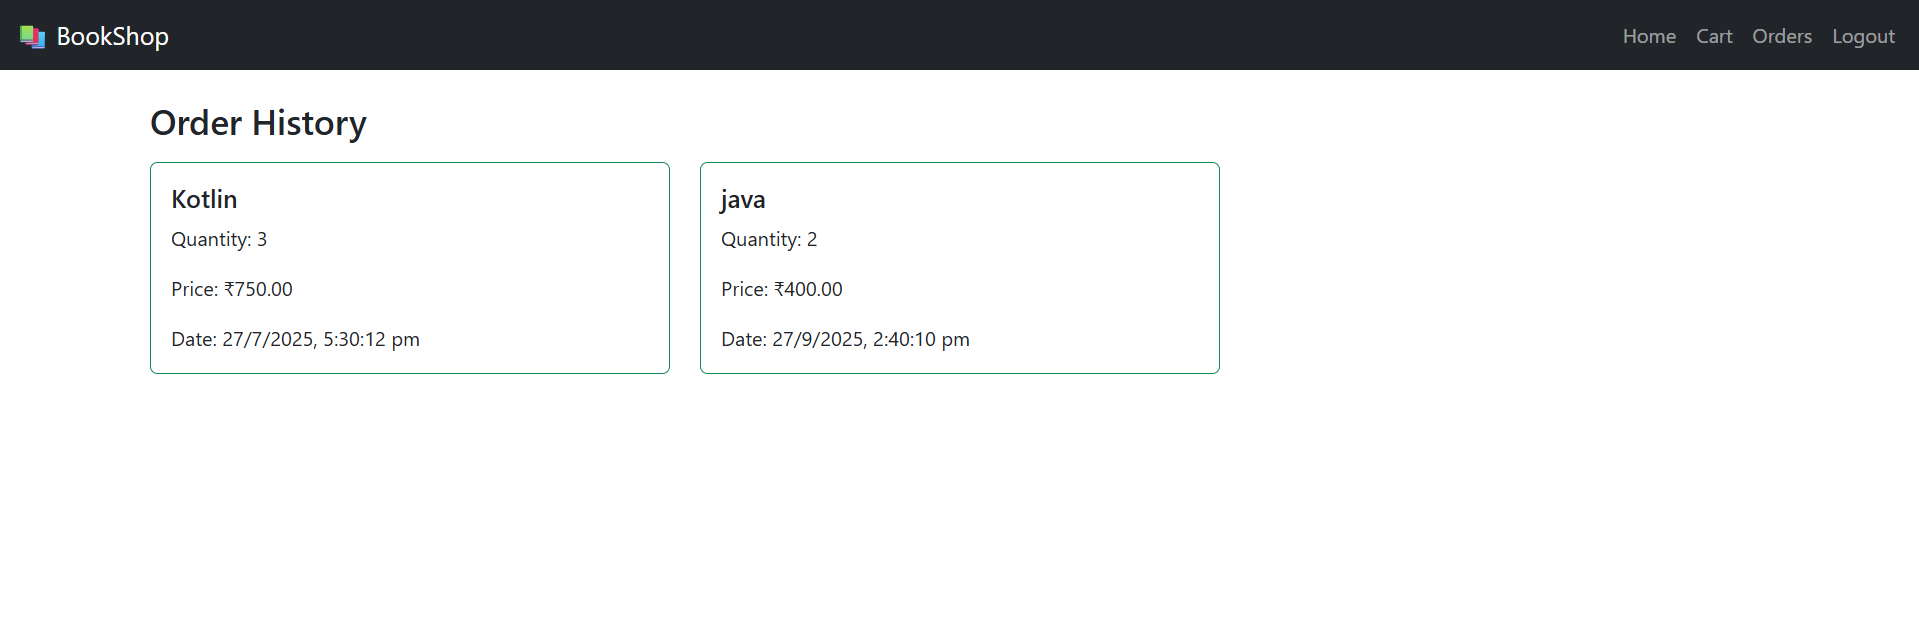 BookShop
Home Cart Orders Logout
Order History
Kotlin
Quantity: 3
Price: ₹750.00
Date: 27/7/2025, 5:30:12 pm
java
Quantity: 2
Price: ₹400.00
Date: 27/9/2025, 2:40:10 pm